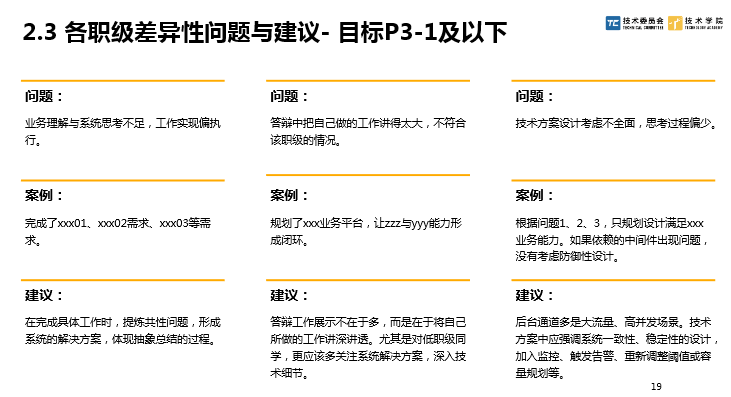 2.3 各职级差异性问题与建议- 目标P3-1及以下
TC 技术委员会
TECHNICAL COMMITTEE
技术学院
TECHNOLOGY ACADEMY
问题：
业务理解与系统思考不足，工作实现偏执
行。
案例：
完成了xxx01、xxx02需求、xxx03等需
求。
建议：
在完成具体工作时，提炼共性问题，形成
系统的解决方案，体现抽象总结的过程。
问题：
答辩中把自己做的工作讲得太大，不符合
该职级的情况。
案例：
规划了xxx业务平台，让zzz与yyy能力形
成闭环。
建议：
答辩工作展示不在于多，而是在于将自己
所做的工作讲深讲透。尤其是对低职级同
学，更应该多关注系统解决方案，深入技
术细节。
问题：
技术方案设计考虑不全面，思考过程偏少。
案例：
根据问题1、2、3，只规划设计满足xxx
业务能力。如果依赖的中间件出现问题，
没有考虑防御性设计。
建议：
后台通道多是大流量、高并发场景。技术
方案中应强调系统一致性、稳定性的设计，
加入监控、触发告警、重新调整阈值或容
量规划等。
19